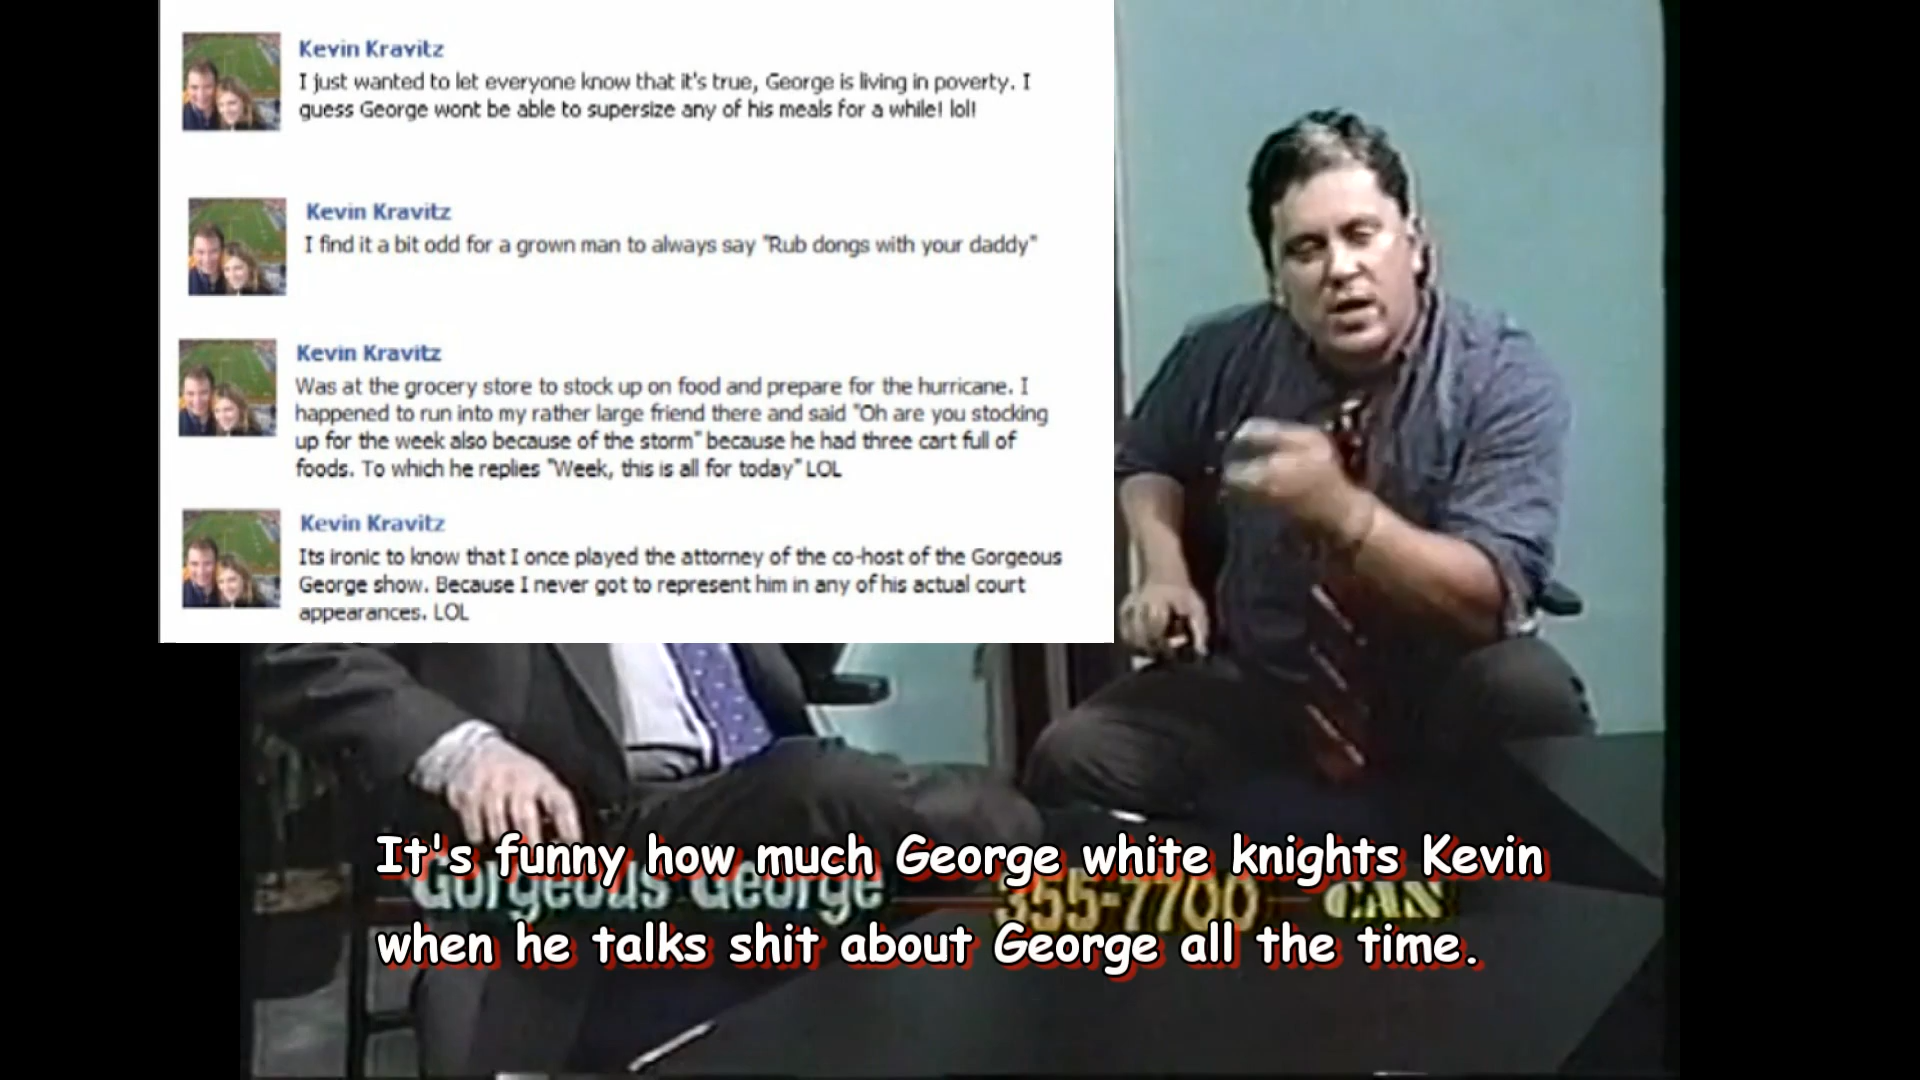 Kevin Kravitz
I just wanted to let everyone know that it's true, George is living in poverty. I
guess George wont be able to supersize any of his meals for a while! lol!
Kevin Kravitz
I find it a bit odd for a grown man to always say "Rub dongs with your daddy"
Kevin Kravitz
Was at the grocery store to stock up on food and prepare for the hurricane. I
happened to run into my rather large friend there and said "Oh are you stocking
up for the week also because of the storm" because he had three cart full of
foods. To which he replies "Week, this is all for today" LOL
Kevin Kravitz
Its ironic to know that I once played the attorney of the co-host of the Gorgeous
George show. Because I never got to represent him in any of his actual court
appearances. LOL
It's funny how much George white knights Kevin
Gorgeous George 355-7700 CAN
when he talks shit about George all the time.